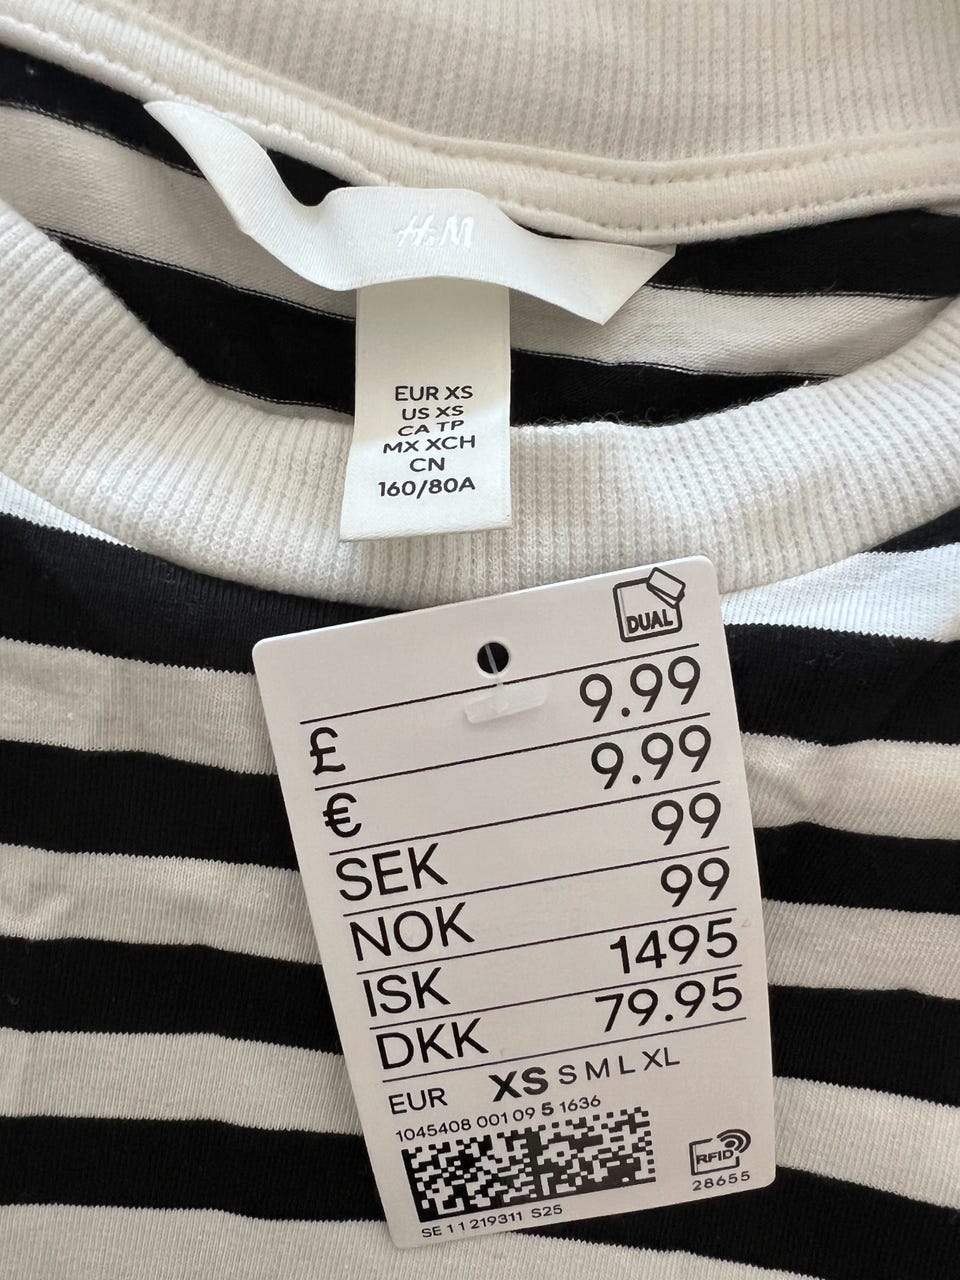 H&M
EUR XS
US XS
CA TP
MX XCH
CN
160/80A
DUAL
£ 9.99
€ 9.99
SEK 99
NOK 99
ISK 1495
DKK 79.95
EUR XS S M L XL
1045408 001 09 5 1636
RFID
28655
SE 1 1 219311 S25